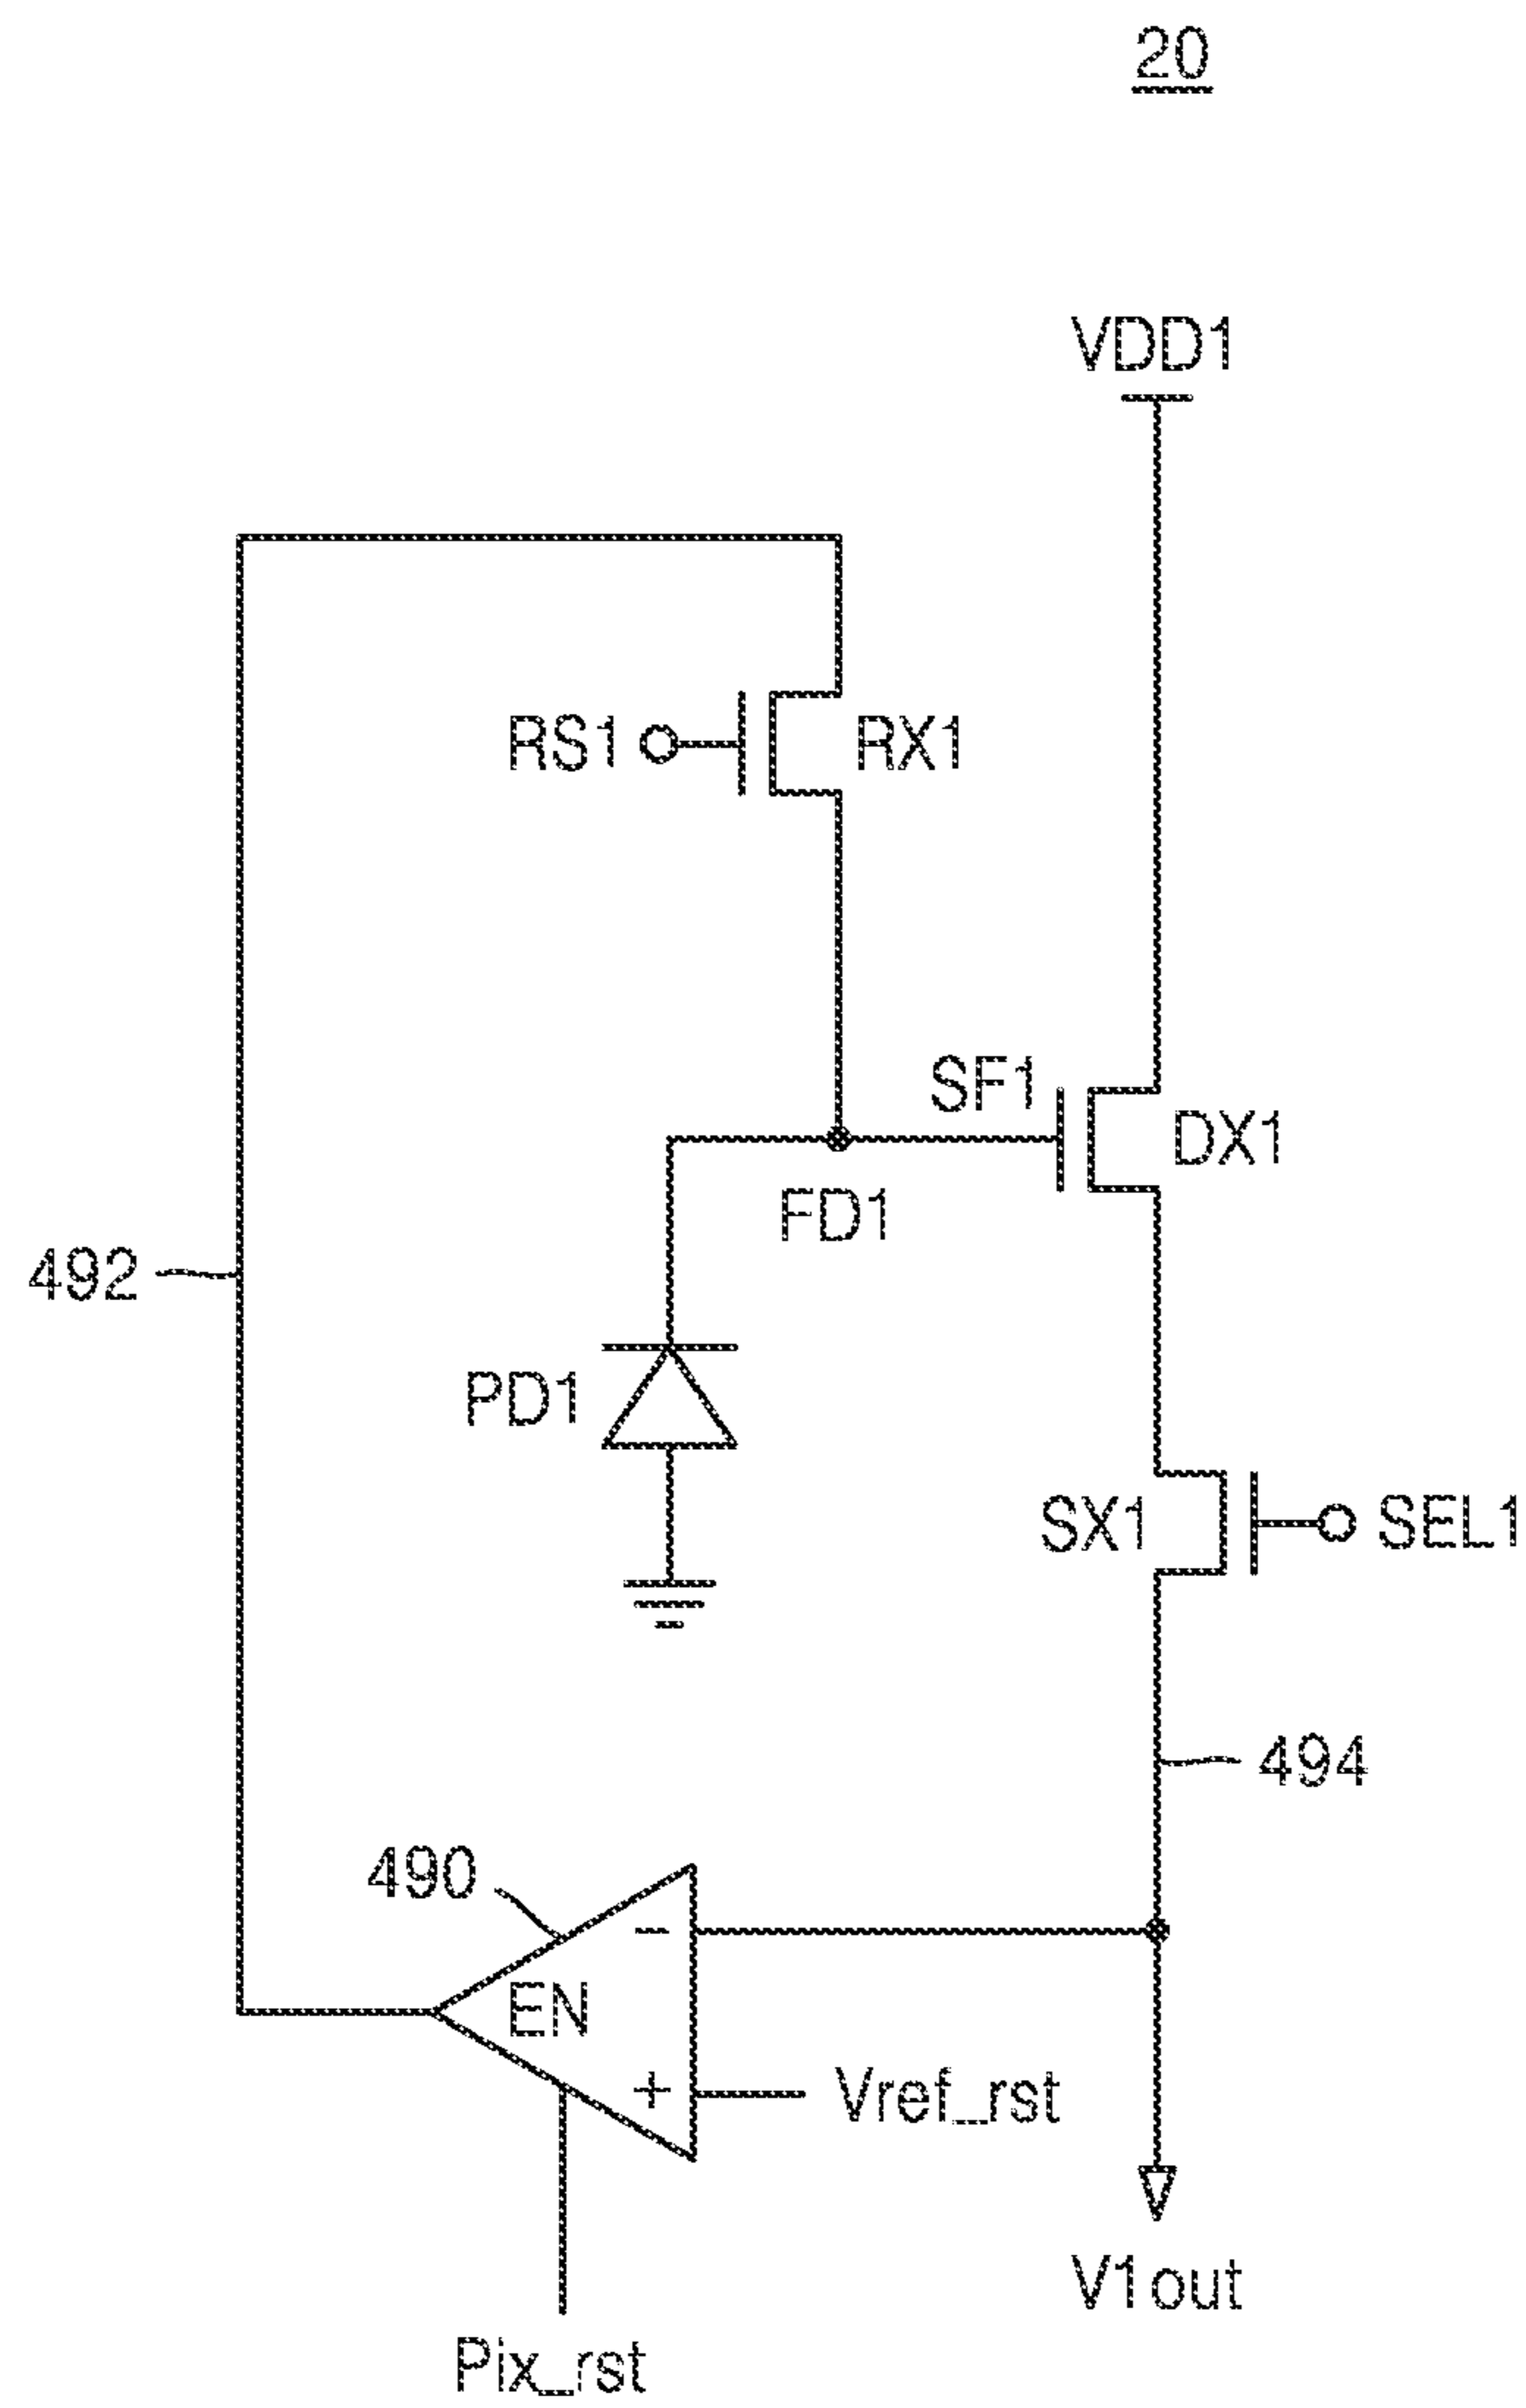 20
VDD1
RS1
RX1
SF1
DX1
FD1
492
PD1
SX1
SEL1
494
490
-
EN
+
Vref_rst
V1out
Pix_rst